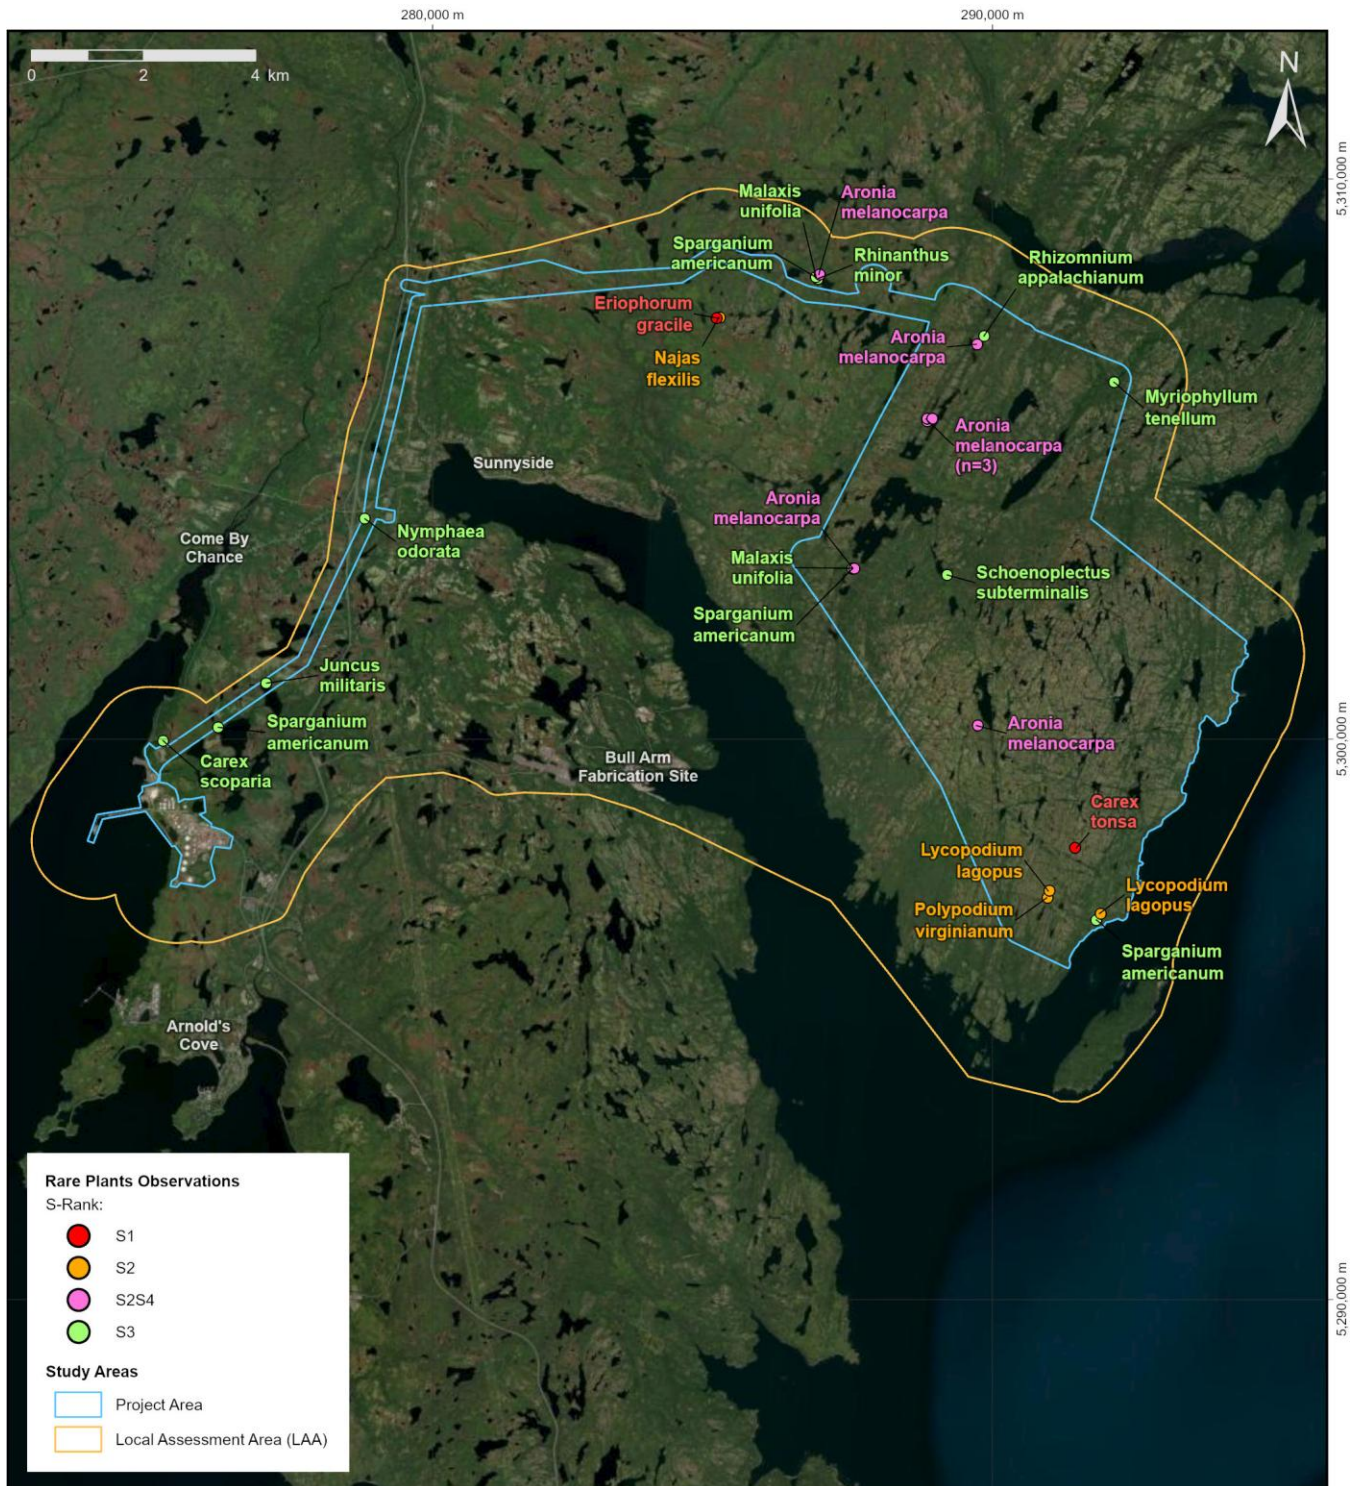 280,000 m
290,000 m
0
2
4 km
N
5,310,000 m
Malaxis
unifolia
Aronia
melanocarpa
Sparganium
americanum
Rhinanthus
minor
Rhizomnium
appalachianum
Eriophorum
gracile
Najas
flexilis
Aronia
melanocarpa
Myriophyllum
tenellum
Aronia
melanocarpa
(n=3)
Sunnyside
Aronia
melanocarpa
Nymphaea
odorata
Come By
Chance
Malaxis
unifolia
Schoenoplectus
subterminalis
Sparganium
americanum
Juncus
militaris
Sparganium
americanum
Aronia
melanocarpa
5,300,000 m
Carex
scoparia
Bull Arm
Fabrication Site
Carex
tonsa
Lycopodium
lagopus
Lycopodium
lagopus
Polypodium
virginianum
Sparganium
americanum
Arnold's
Cove
5,290,000 m
Rare Plants Observations
S-Rank:
S1
S2
S2S4
S3
Study Areas
Project Area
Local Assessment Area (LAA)